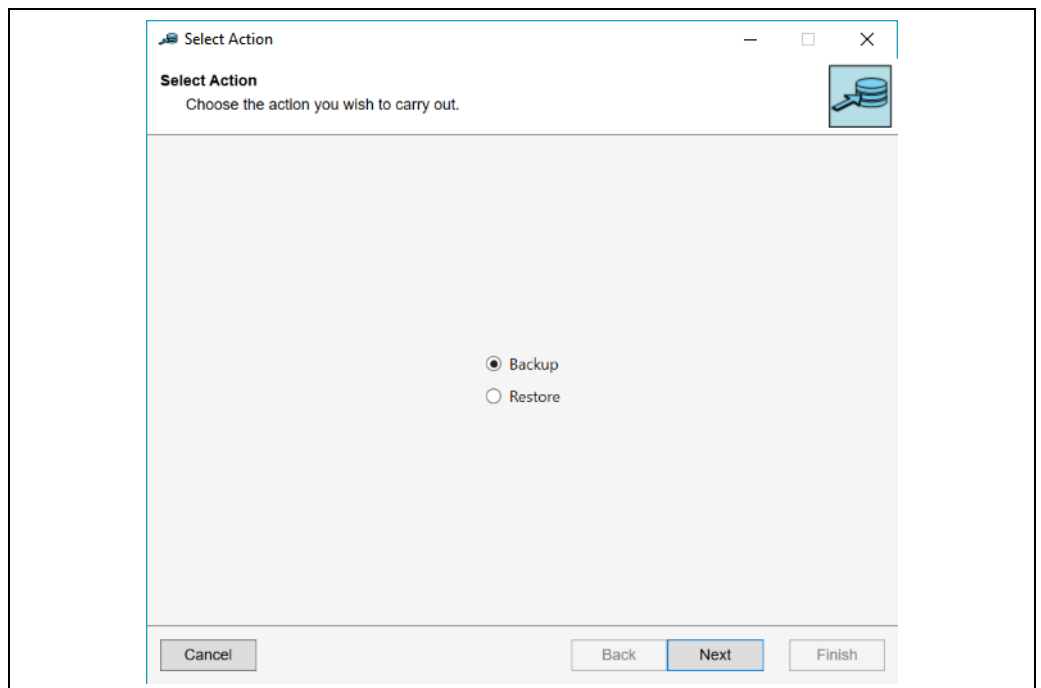 Select Action
Select Action
Choose the action you wish to carry out.
Backup
Restore
Cancel Back Next Finish